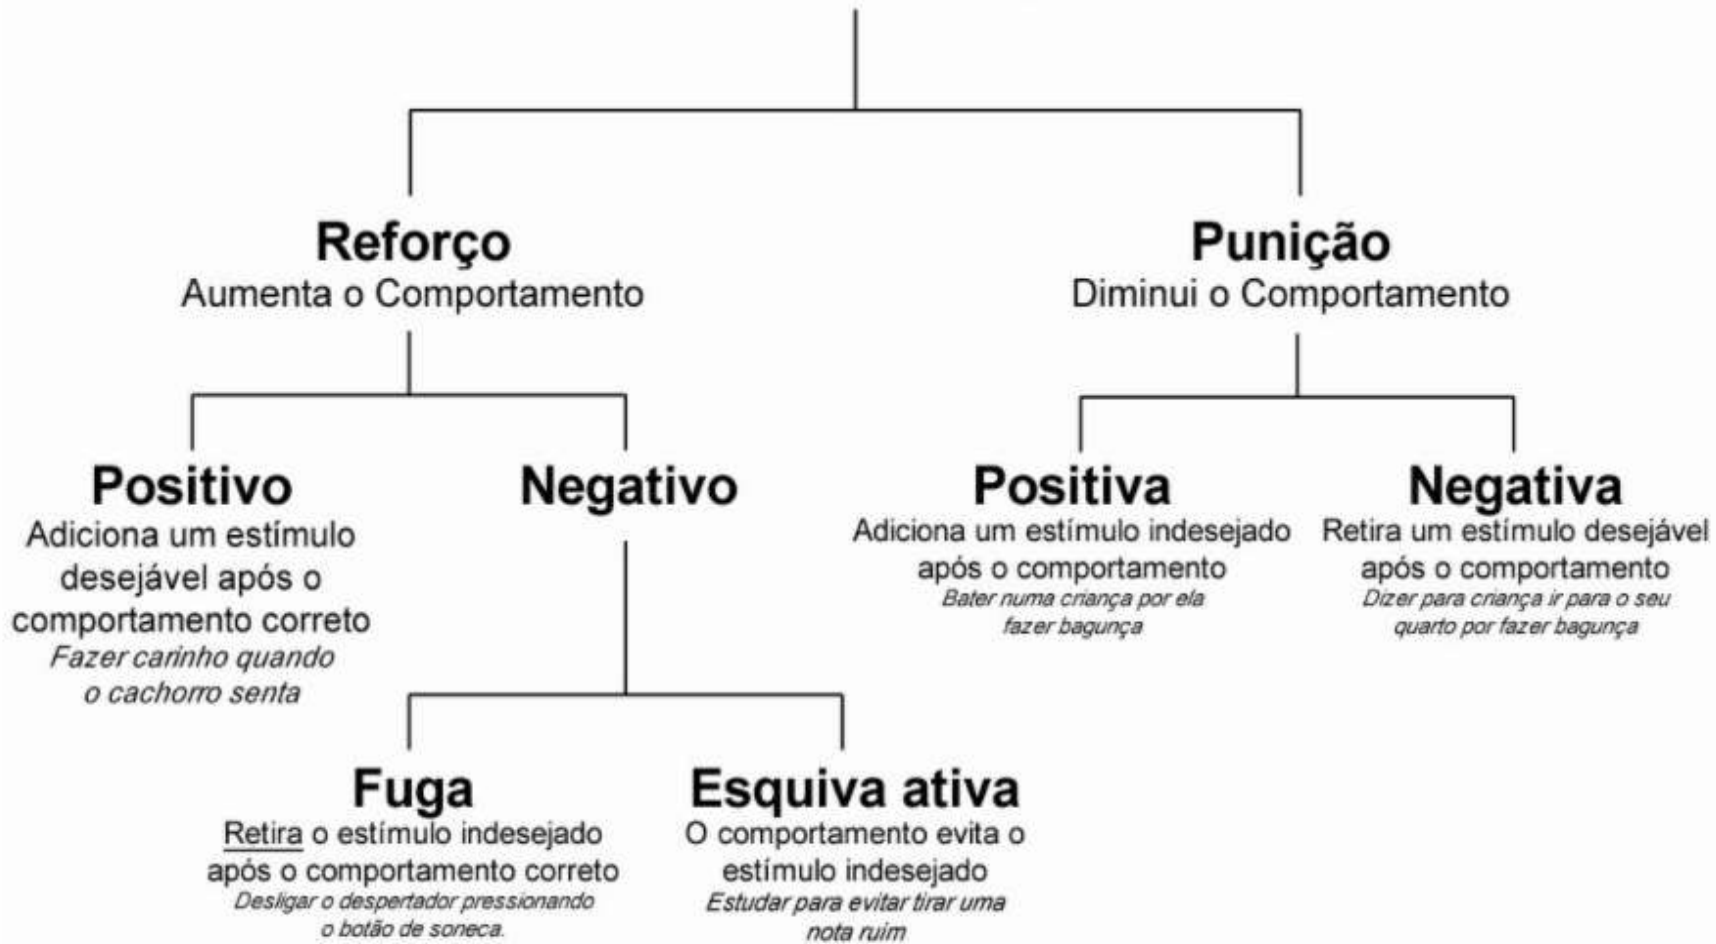 Reforço
Aumenta o Comportamento
Punição
Diminui o Comportamento
Positivo
Adiciona um estímulo
desejável após o
comportamento correto
Fazer carinho quando
o cachorro senta
Negativo
Positiva
Adiciona um estímulo indesejado
após o comportamento
Bater numa criança por ela
fazer bagunça
Negativa
Retira um estímulo desejável
após o comportamento
Dizer para criança ir para o seu
quarto por fazer bagunça
Fuga
Retira o estímulo indesejado
após o comportamento correto
Desligar o despertador pressionando
o botão de soneca.
Esquiva ativa
O comportamento evita o
estímulo indesejado
Estudar para evitar tirar uma
nota ruim